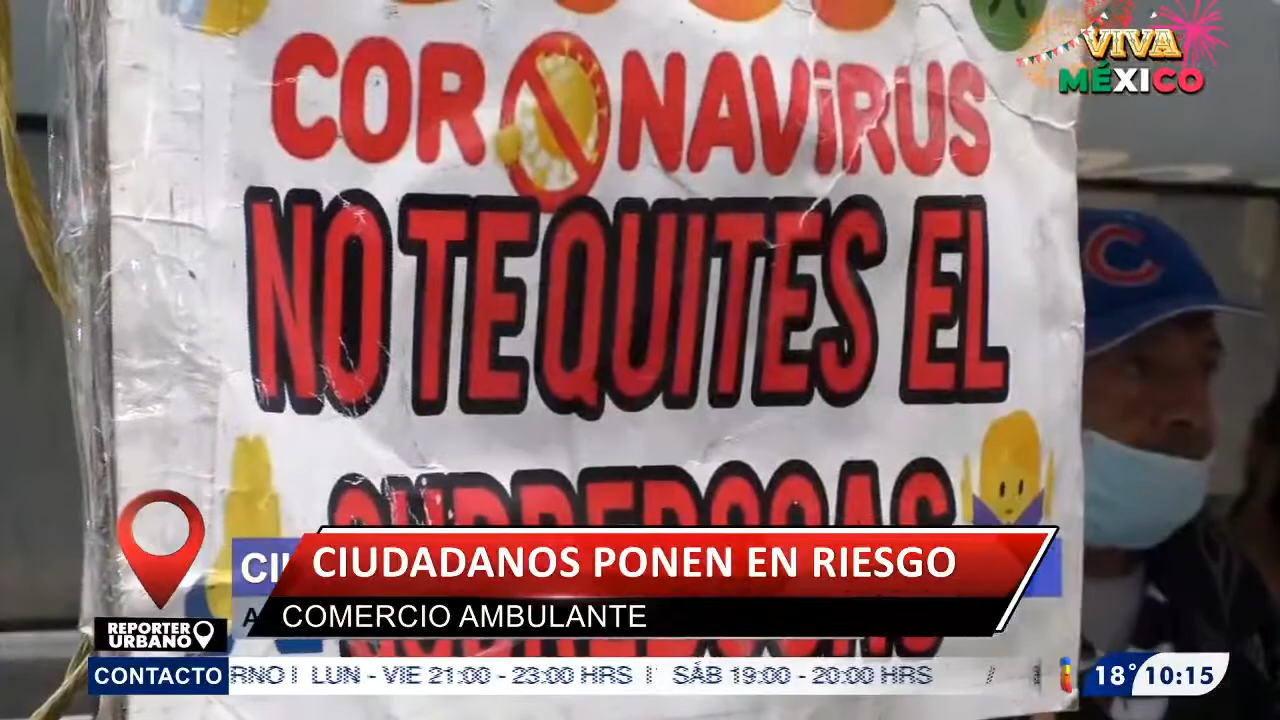 VIVA
MÉXICO
CORONAVIRUS
C
NO TE QUITES EL
CIUDADANOS PONEN EN RIESGO
COMERCIO AMBULANTE
REPORTER
URBANO
CONTACTO
RNO | LUN - VIE 21:00 - 23:00 HRS | SÁB 19:00 - 20:00 HRS /
18° 10:15